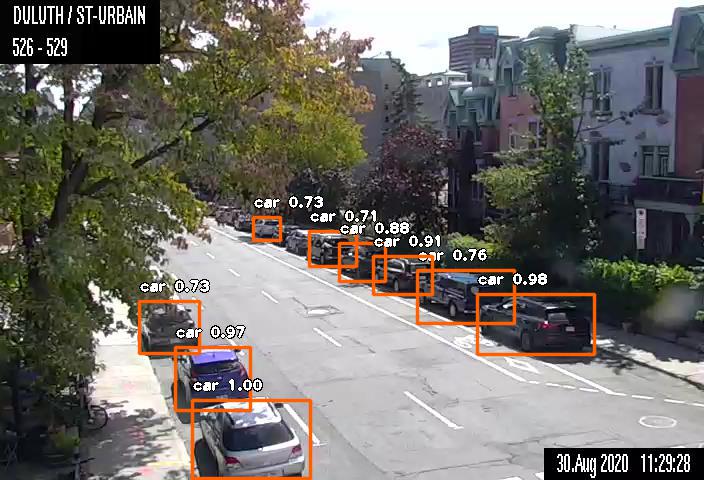 DULUTH / ST-URBAIN
526 - 529
car 0.73
car 0.71
car 0.88
car 0.91
car 0.76
car 0.98
car 0.73
car 0.97
car 1.00
30.Aug 2020 11:29:28